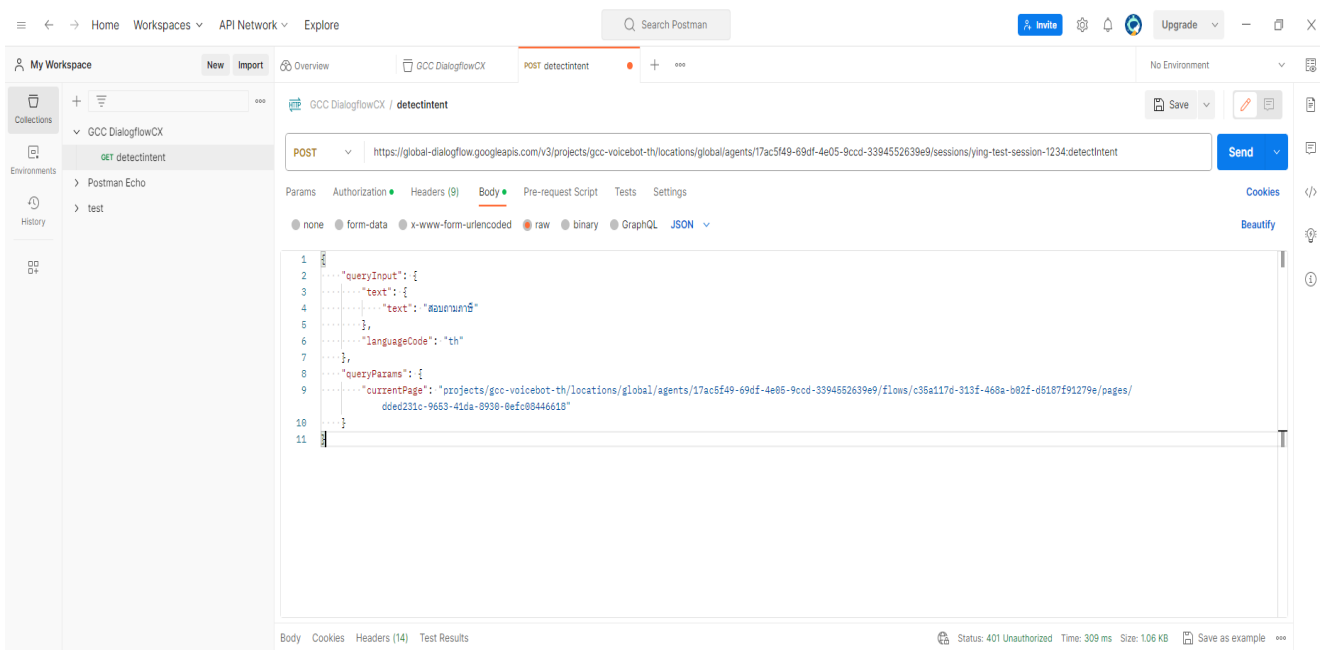 Home Workspaces API Network Explore Search Postman Invite Upgrade
My Workspace New Import Overview GCC DialogflowCX POST detectintent No Environment
Collections GCC DialogflowCX / detectintent Save
GCC DialogflowCX
GET detectintent
Postman Echo
test
Environments
History
POST https://global-dialogflow.googleapis.com/v3/projects/gcc-voicebot-th/locations/global/agents/17ac5f49-69df-4e05-9ccd-3394552639e9/sessions/ying-test-session-1234:detectIntent Send
Params Authorization Headers (9) Body Pre-request Script Tests Settings Cookies
none form-data x-www-form-urlencoded raw binary GraphQL JSON Beautify
1 {
2 "queryInput": {
3 "text": {
4 "text": "สอบถามภาษี"
5 },
6 "languageCode": "th"
7 },
8 "queryParams": {
9 "currentPage": "projects/gcc-voicebot-th/locations/global/agents/17ac5f49-69df-4e05-9ccd-3394552639e9/flows/c35a117d-313f-468a-b02f-d5187f91279e/pages/
dded231c-9653-41da-8930-0efc08446618"
10 }
11 }
Body Cookies Headers (14) Test Results Status: 401 Unauthorized Time: 309 ms Size: 1.06 KB Save as example